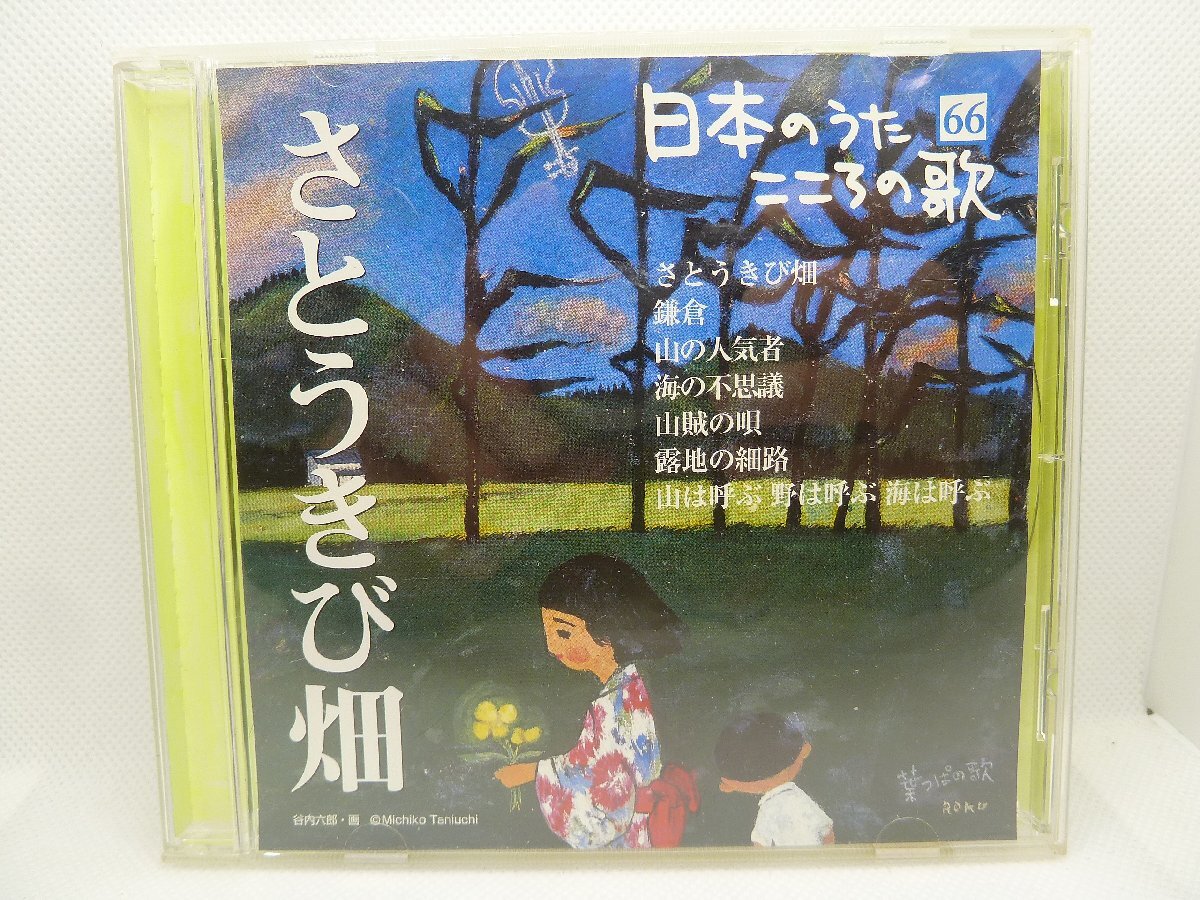 さとうきび畑
日本のうた
66
こころの歌
さとうきび畑
鎌倉
山の人気者
海の不思議
山賊の唄
露地の細路
山は呼ぶ 野は呼ぶ 海は呼ぶ
葉っぱの歌
ROKU
谷内六郎・画 ©Michiko Taniuchi